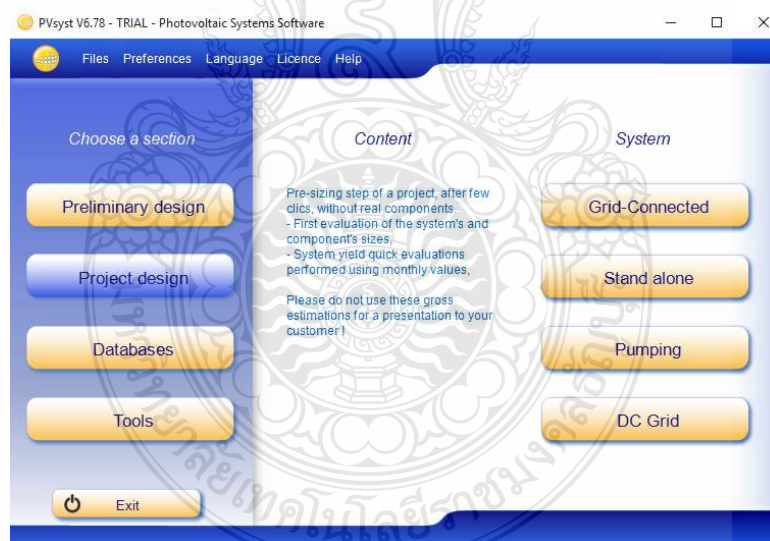 PVsyst V6.78 - TRIAL - Photovoltaic Systems Software
Files Preferences Language Licence Help
Choose a section
Preliminary design
Project design
Databases
Tools
Exit
Content
Pre-sizing step of a project, after few
clics, without real components.
- First evaluation of the system's and
component's sizes,
- System yield quick evaluations
performed using monthly values,
Please do not use these gross
estimations for a presentation to your
customer !
System
Grid-Connected
Stand alone
Pumping
DC Grid